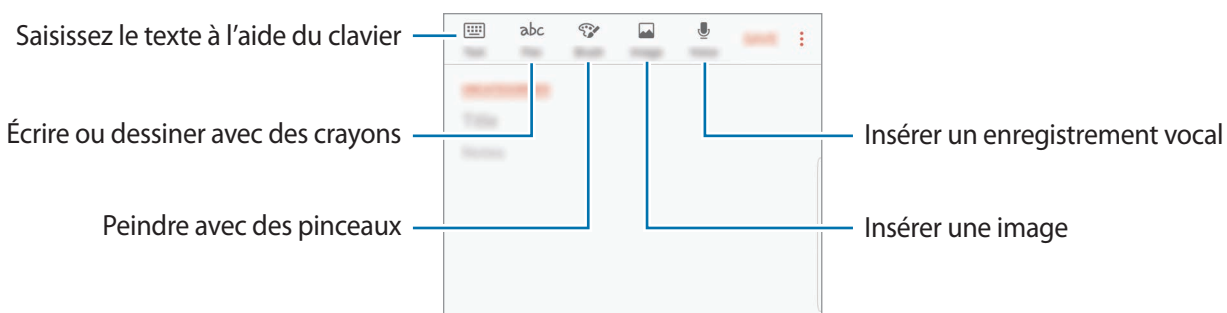 Saisissez le texte à l'aide du clavier
abc
Écrire ou dessiner avec des crayons
Insérer un enregistrement vocal
Peindre avec des pinceaux
Insérer une image